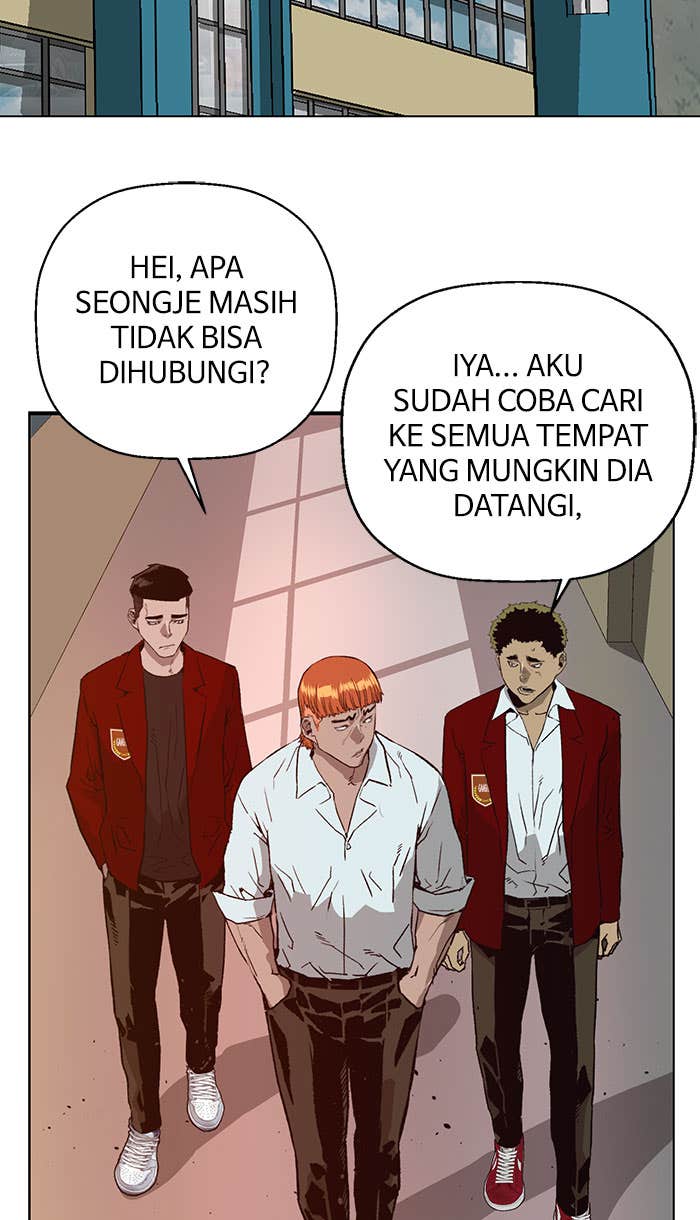 HEI, APA
SEONGJE MASIH
TIDAK BISA
DIHUBUNGI?
IYA... AKU
SUDAH COBA CARI
KE SEMUA TEMPAT
YANG MUNGKIN DIA
DATANGI,